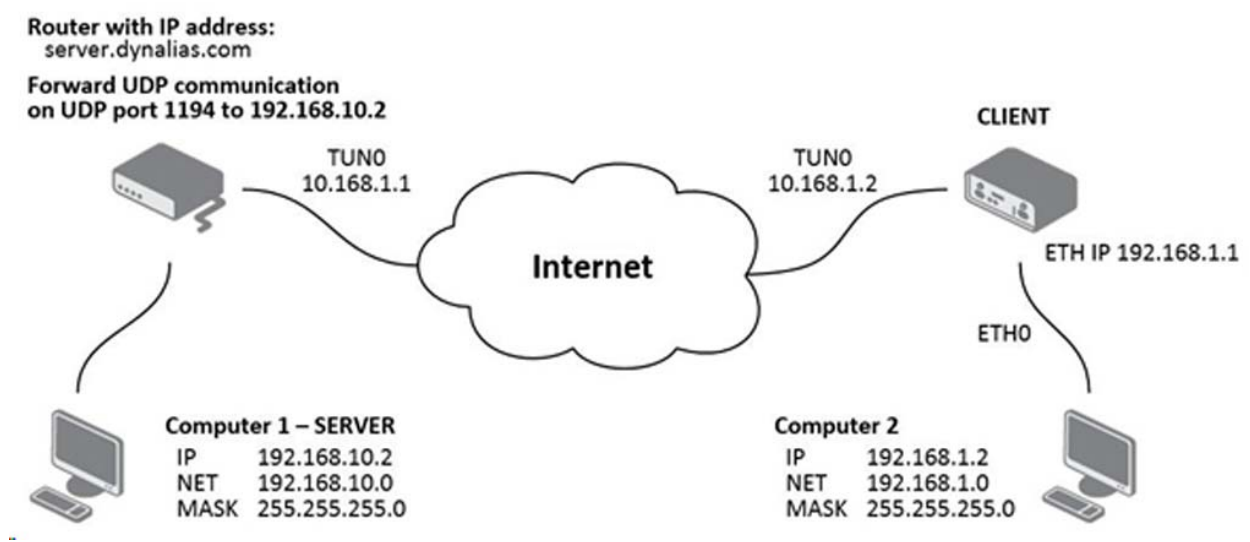 Router with IP address:
server.dynalias.com
Forward UDP communication
on UDP port 1194 to 192.168.10.2
CLIENT
TUN0
10.168.1.1
TUN0
10.168.1.2
Internet
ETH IP 192.168.1.1
ETH0
Computer 1 – SERVER
IP 192.168.10.2
NET 192.168.10.0
MASK 255.255.255.0
Computer 2
IP 192.168.1.2
NET 192.168.1.0
MASK 255.255.255.0